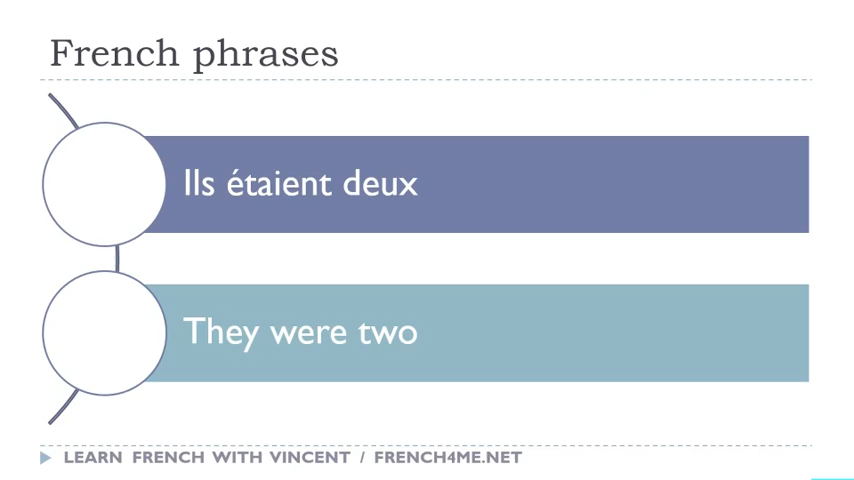 French phrases
Ils étaient deux
They were two
LEARN FRENCH WITH VINCENT / FRENCH4ME.NET